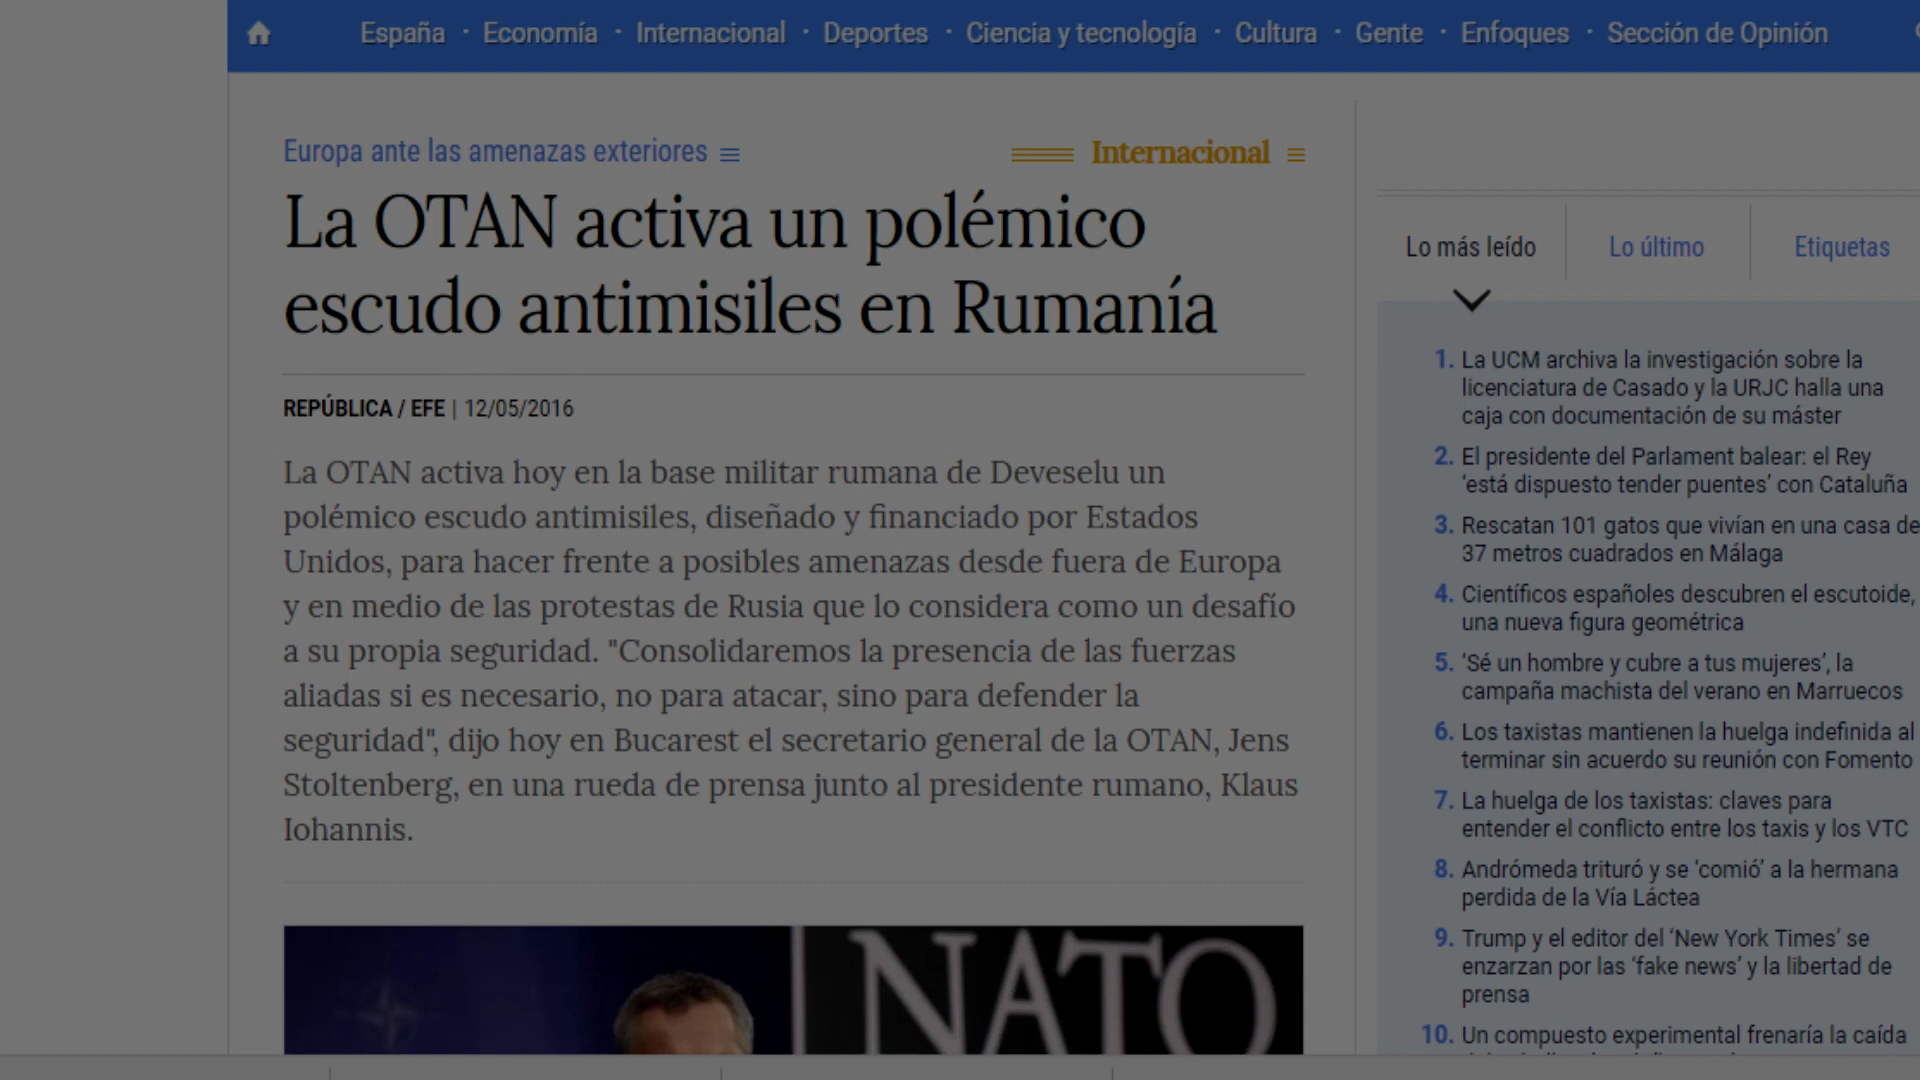 España · Economía · Internacional · Deportes · Ciencia y tecnología · Cultura · Gente · Enfoques · Sección de Opinión
Europa ante las amenazas exteriores
Internacional
La OTAN activa un polémico
escudo antimisiles en Rumanía
REPÚBLICA / EFE | 12/05/2016
La OTAN activa hoy en la base militar rumana de Deveselu un
polémico escudo antimisiles, diseñado y financiado por Estados
Unidos, para hacer frente a posibles amenazas desde fuera de Europa
y en medio de las protestas de Rusia que lo considera como un desafío
a su propia seguridad. "Consolidaremos la presencia de las fuerzas
aliadas si es necesario, no para atacar, sino para defender la
seguridad", dijo hoy en Bucarest el secretario general de la OTAN, Jens
Stoltenberg, en una rueda de prensa junto al presidente rumano, Klaus
Iohannis.
NATO
Lo más leído
Lo último
Etiquetas
1. La UCM archiva la investigación sobre la
licenciatura de Casado y la URJC halla una
caja con documentación de su máster
2. El presidente del Parlament balear: el Rey
‘está dispuesto tender puentes’ con Cataluña
3. Rescatan 101 gatos que vivían en una casa de
37 metros cuadrados en Málaga
4. Científicos españoles descubren el escutoide,
una nueva figura geométrica
5. ‘Sé un hombre y cubre a tus mujeres’, la
campaña machista del verano en Marruecos
6. Los taxistas mantienen la huelga indefinida al
terminar sin acuerdo su reunión con Fomento
7. La huelga de los taxistas: claves para
entender el conflicto entre los taxis y los VTC
8. Andrómeda trituró y se ‘comió’ a la hermana
perdida de la Vía Láctea
9. Trump y el editor del ‘New York Times’ se
enzarzan por las ‘fake news’ y la libertad de
prensa
10. Un compuesto experimental frenaría la caída